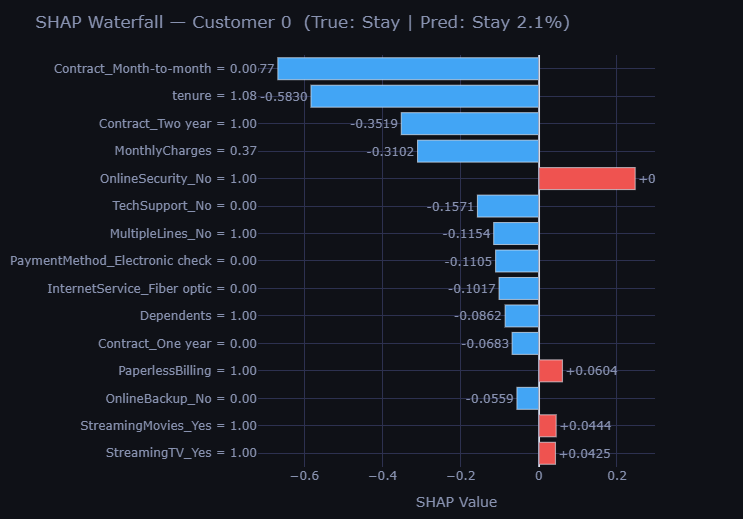 SHAP Waterfall — Customer 0 (True: Stay | Pred: Stay 2.1%)
Contract_Month-to-month = 0.00 77
tenure = 1.08 -0.5830
Contract_Two year = 1.00 -0.3519
MonthlyCharges = 0.37 -0.3102
OnlineSecurity_No = 1.00 +0
TechSupport_No = 0.00 -0.1571
MultipleLines_No = 1.00 -0.1154
PaymentMethod_Electronic check = 0.00 -0.1105
InternetService_Fiber optic = 0.00 -0.1017
Dependents = 1.00 -0.0862
Contract_One year = 0.00 -0.0683
PaperlessBilling = 1.00 +0.0604
OnlineBackup_No = 0.00 -0.0559
StreamingMovies_Yes = 1.00 +0.0444
StreamingTV_Yes = 1.00 +0.0425
−0.6 −0.4 −0.2 0 0.2
SHAP Value